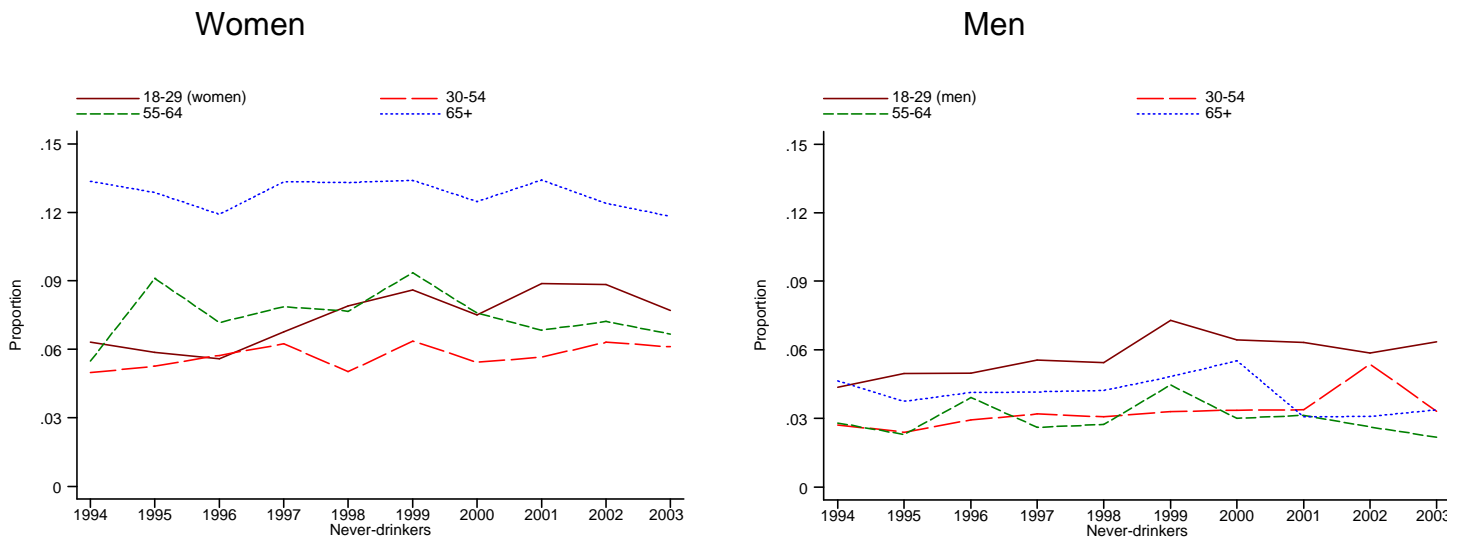 Women
18-29 (women) 30-54
55-64 65+
.15
.12
.09
.06
.03
0
Proportion
1994 1995 1996 1997 1998 1999 2000 2001 2002 2003
Never-drinkers
Men
18-29 (men) 30-54
55-64 65+
.15
.12
.09
.06
.03
0
Proportion
1994 1995 1996 1997 1998 1999 2000 2001 2002 2003
Never-drinkers